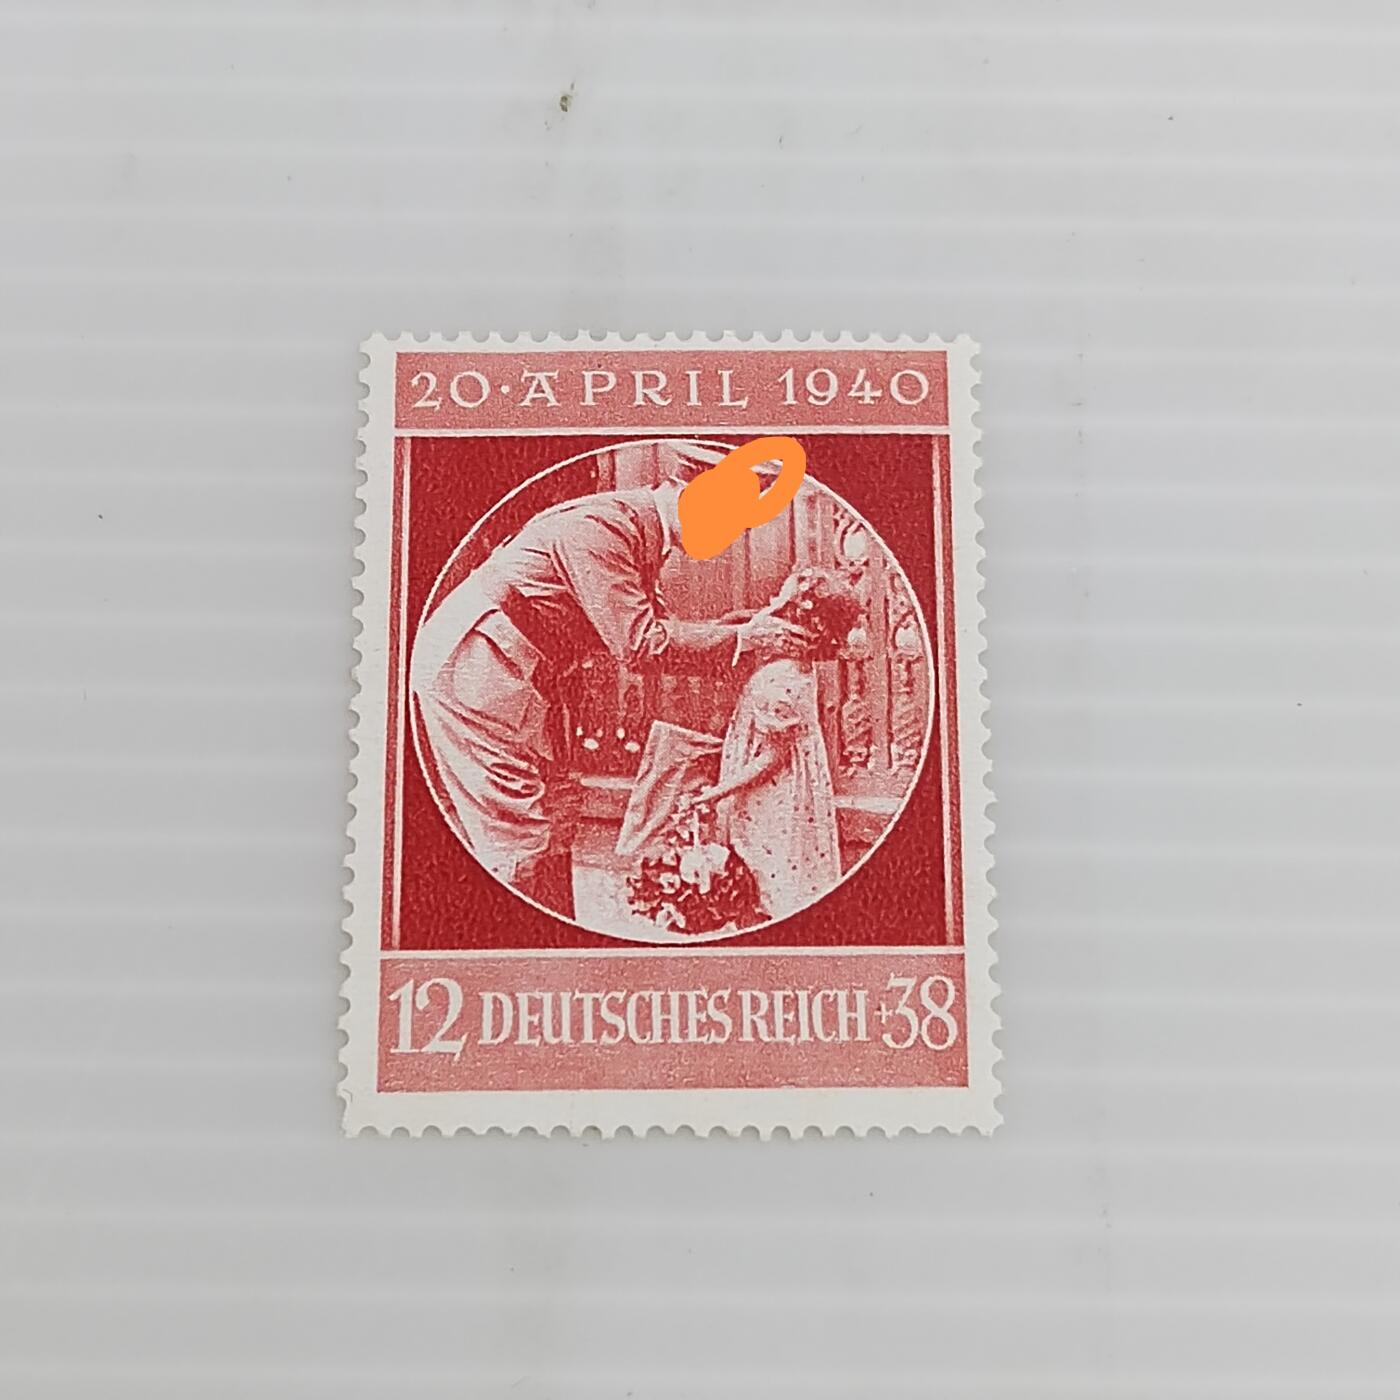 20·APRIL 1940
12 DEUTSCHES REICH +38